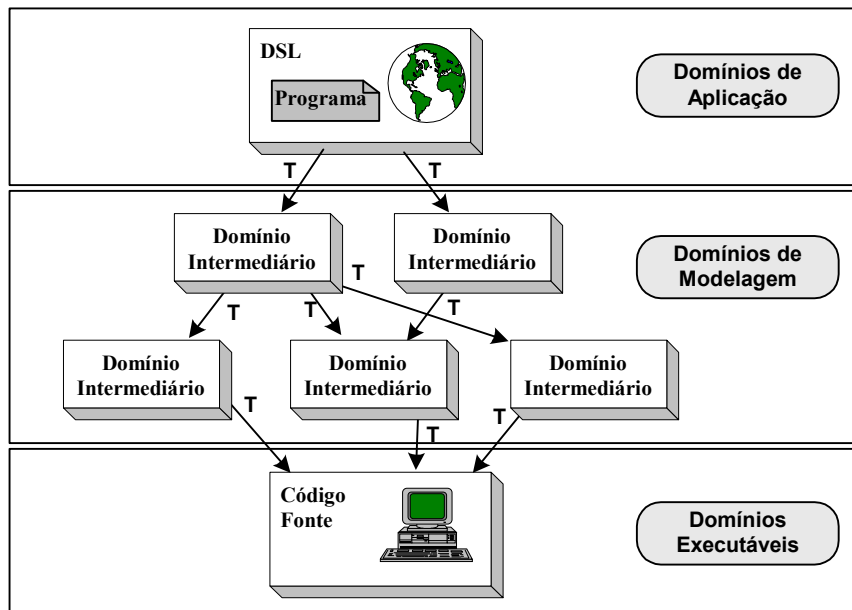 DSL
Programa
Domínios de
Aplicação
T
T
Domínio
Intermediário
Domínio
Intermediário
Domínios de
Modelagem
T
T
T
T
Domínio
Intermediário
Domínio
Intermediário
Domínio
Intermediário
T
T
T
Código
Fonte
Domínios
Executáveis